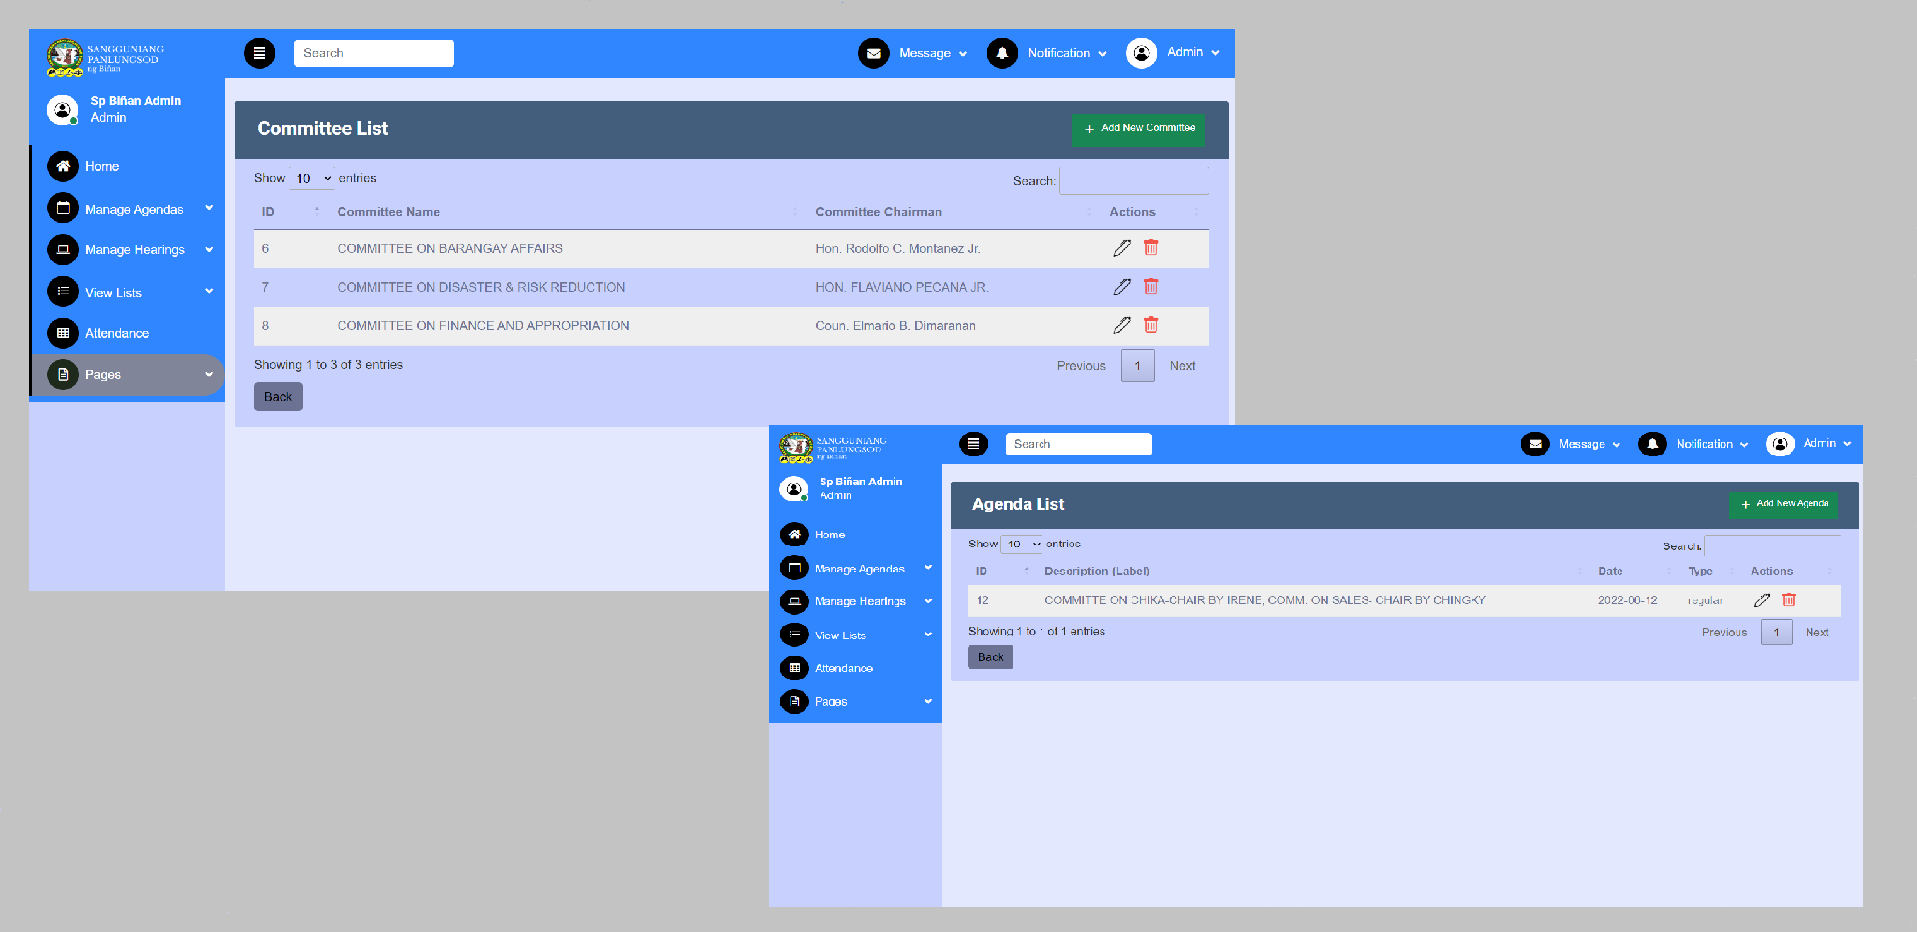 SANGGUNIANG
PANLUNGSOD
ng Biñan
Search
Message
Notification
Admin
Sp Biñan Admin
Admin
Home
Manage Agendas
Manage Hearings
View Lists
Attendance
Pages
Committee List
+ Add New Committee
Show 10 entries
Search:
ID Committee Name Committee Chairman Actions
6 COMMITTEE ON BARANGAY AFFAIRS Hon. Rodolfo C. Montanez Jr.
7 COMMITTEE ON DISASTER & RISK REDUCTION HON. FLAVIANO PECANA JR.
8 COMMITTEE ON FINANCE AND APPROPRIATION Coun. Elmario B. Dimaranan
Showing 1 to 3 of 3 entries
Previous 1 Next
Back
SANGGUNIANG
PANLUNGSOD
ng Biñan
Search
Message
Notification
Admin
Sp Biñan Admin
Admin
Home
Manage Agendas
Manage Hearings
View Lists
Attendance
Pages
Agenda List
+ Add New Agenda
Show 10 entries
Search:
ID Description (Label) Date Type Actions
12 COMMITTE ON CHIKA-CHAIR BY IRENE, COMM. ON SALES- CHAIR BY CHINGKY regular
Showing 1 to 1 of 1 entries
Previous 1 Next
Back